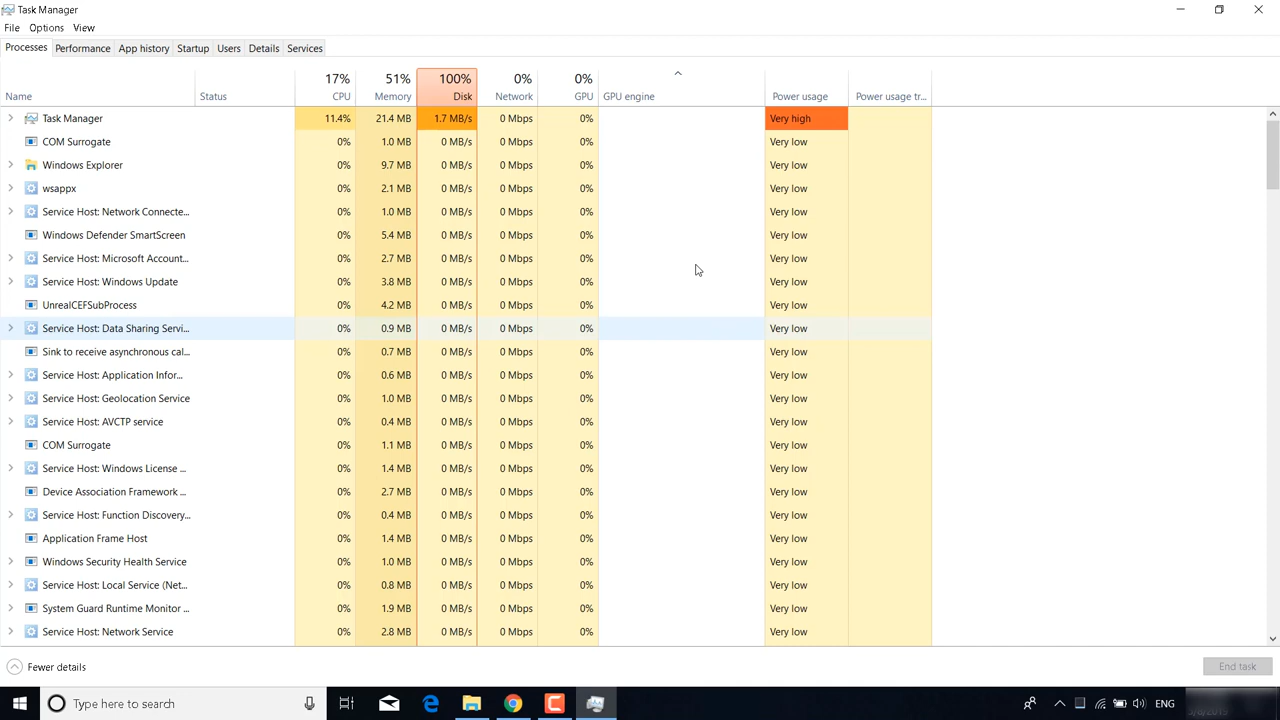 Task Manager
File Options View
Processes Performance App history Startup Users Details Services
17% 51% 100% 0% 0%
Name Status CPU Memory Disk Network GPU GPU engine Power usage Power usage tr...
Task Manager 11.4% 21.4 MB 1.7 MB/s 0 Mbps 0% Very high
COM Surrogate 0% 1.0 MB 0 MB/s 0 Mbps 0% Very low
Windows Explorer 0% 9.7 MB 0 MB/s 0 Mbps 0% Very low
wsappx 0% 2.1 MB 0 MB/s 0 Mbps 0% Very low
Service Host: Network Connecte... 0% 1.0 MB 0 MB/s 0 Mbps 0% Very low
Windows Defender SmartScreen 0% 5.4 MB 0 MB/s 0 Mbps 0% Very low
Service Host: Microsoft Account... 0% 2.7 MB 0 MB/s 0 Mbps 0% Very low
Service Host: Windows Update 0% 3.8 MB 0 MB/s 0 Mbps 0% Very low
UnrealCEFSubProcess 0% 4.2 MB 0 MB/s 0 Mbps 0% Very low
Service Host: Data Sharing Servi... 0% 0.9 MB 0 MB/s 0 Mbps 0% Very low
Sink to receive asynchronous cal... 0% 0.7 MB 0 MB/s 0 Mbps 0% Very low
Service Host: Application Infor... 0% 0.6 MB 0 MB/s 0 Mbps 0% Very low
Service Host: Geolocation Service 0% 1.0 MB 0 MB/s 0 Mbps 0% Very low
Service Host: AVCTP service 0% 0.4 MB 0 MB/s 0 Mbps 0% Very low
COM Surrogate 0% 1.1 MB 0 MB/s 0 Mbps 0% Very low
Service Host: Windows License ... 0% 1.4 MB 0 MB/s 0 Mbps 0% Very low
Device Association Framework ... 0% 2.7 MB 0 MB/s 0 Mbps 0% Very low
Service Host: Function Discovery... 0% 0.4 MB 0 MB/s 0 Mbps 0% Very low
Application Frame Host 0% 1.4 MB 0 MB/s 0 Mbps 0% Very low
Windows Security Health Service 0% 1.0 MB 0 MB/s 0 Mbps 0% Very low
Service Host: Local Service (Net... 0% 0.8 MB 0 MB/s 0 Mbps 0% Very low
System Guard Runtime Monitor ... 0% 1.9 MB 0 MB/s 0 Mbps 0% Very low
Service Host: Network Service 0% 2.8 MB 0 MB/s 0 Mbps 0% Very low
Fewer details End task
Type here to search ENG